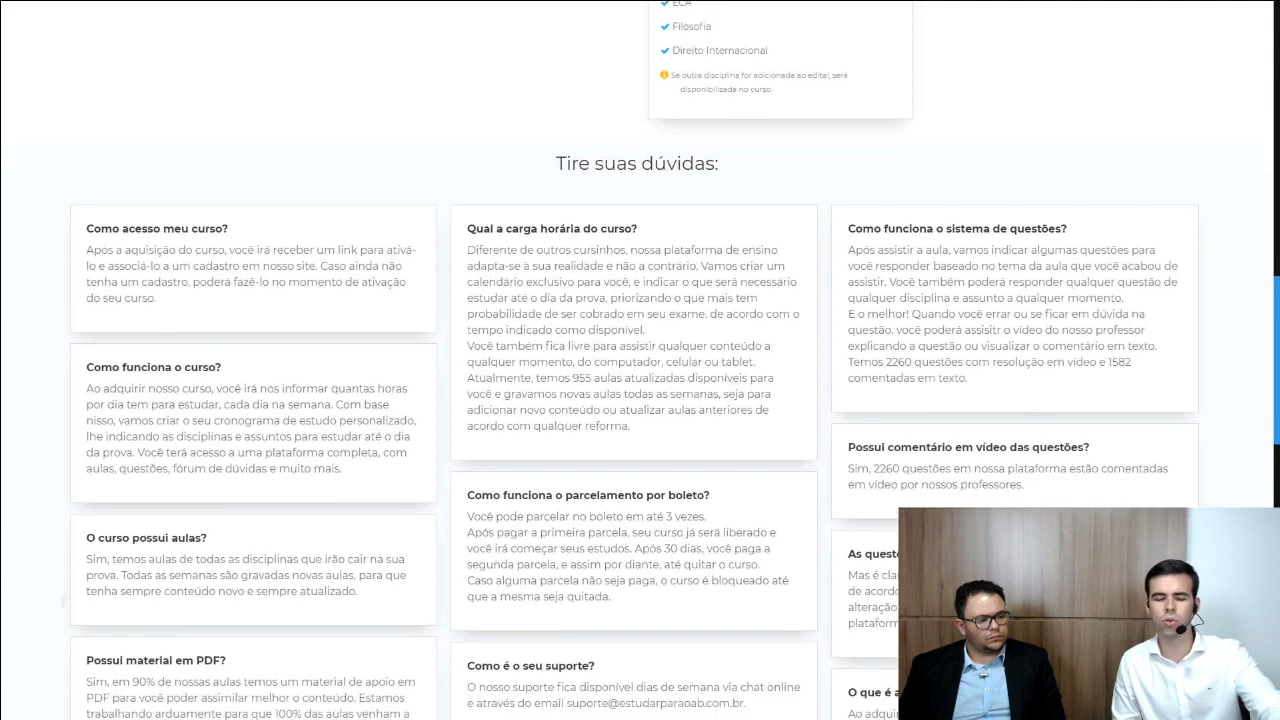 ECA
Filosofia
Direito Internacional
Se outra disciplina for adicionada ao edital, será
disponibilizada no curso.
Tire suas dúvidas:
Como acesso meu curso?
Após a aquisição do curso, você irá receber um link para ativá-
lo e associá-lo a um cadastro em nosso site. Caso ainda não
tenha um cadastro, poderá fazê-lo no momento de ativação
do seu curso.
Como funciona o curso?
Ao adquirir nosso curso, você irá nos informar quantas horas
por dia tem para estudar, cada dia na semana. Com base
nisso, vamos criar o seu cronograma de estudo personalizado,
lhe indicando as disciplinas e assuntos para estudar até o dia
da prova. Você terá acesso a uma plataforma completa, com
aulas, questões, fórum de dúvidas e muito mais.
O curso possui aulas?
Sim, temos aulas de todas as disciplinas que irão cair na sua
prova. Todas as semanas são gravadas novas aulas, para que
tenha sempre conteúdo novo e sempre atualizado.
Possui material em PDF?
Sim, em 90% de nossas aulas temos um material de apoio em
PDF para você poder assimilar melhor o conteúdo. Estamos
trabalhando arduamente para que 100% das aulas venham a
Qual a carga horária do curso?
Diferente de outros cursinhos, nossa plataforma de ensino
adapta-se à sua realidade e não a contrário. Vamos criar um
calendário exclusivo para você, e indicar o que será necessário
estudar até o dia da prova, priorizando o que mais tem
probabilidade de ser cobrado em seu exame, de acordo com o
tempo indicado como disponível.
Você também fica livre para assistir qualquer conteúdo a
qualquer momento, do computador, celular ou tablet.
Atualmente, temos 955 aulas atualizadas disponíveis para
você e gravamos novas aulas todas as semanas, seja para
adicionar novo conteúdo ou atualizar aulas anteriores de
acordo com qualquer reforma.
Como funciona o parcelamento por boleto?
Você pode parcelar no boleto em até 3 vezes.
Após pagar a primeira parcela, seu curso já será liberado e
você irá começar seus estudos. Após 30 dias, você paga a
segunda parcela, e assim por diante, até quitar o curso.
Caso alguma parcela não seja paga, o curso é bloqueado até
que a mesma seja quitada.
Como é o seu suporte?
O nosso suporte fica disponível dias de semana via chat online
e através do email suporte@estudarparaoab.com.br.
Como funciona o sistema de questões?
Após assistir a aula, vamos indicar algumas questões para
você responder baseado no tema da aula que você acabou de
assistir. Você também poderá responder qualquer questão de
qualquer disciplina e assunto a qualquer momento.
E o melhor! Quando você errar ou se ficar em dúvida na
questão, você poderá assisitr o vídeo do nosso professor
explicando a questão ou visualizar o comentário em texto.
Temos 2260 questões com resolução em vídeo e 1582
comentadas em texto.
Possui comentário em vídeo das questões?
Sim, 2260 questões em nossa plataforma estão comentadas
em vídeo por nossos professores.
As quest
Mas é cla
de acord
alteração
platafor
O que é a
Ao adqui